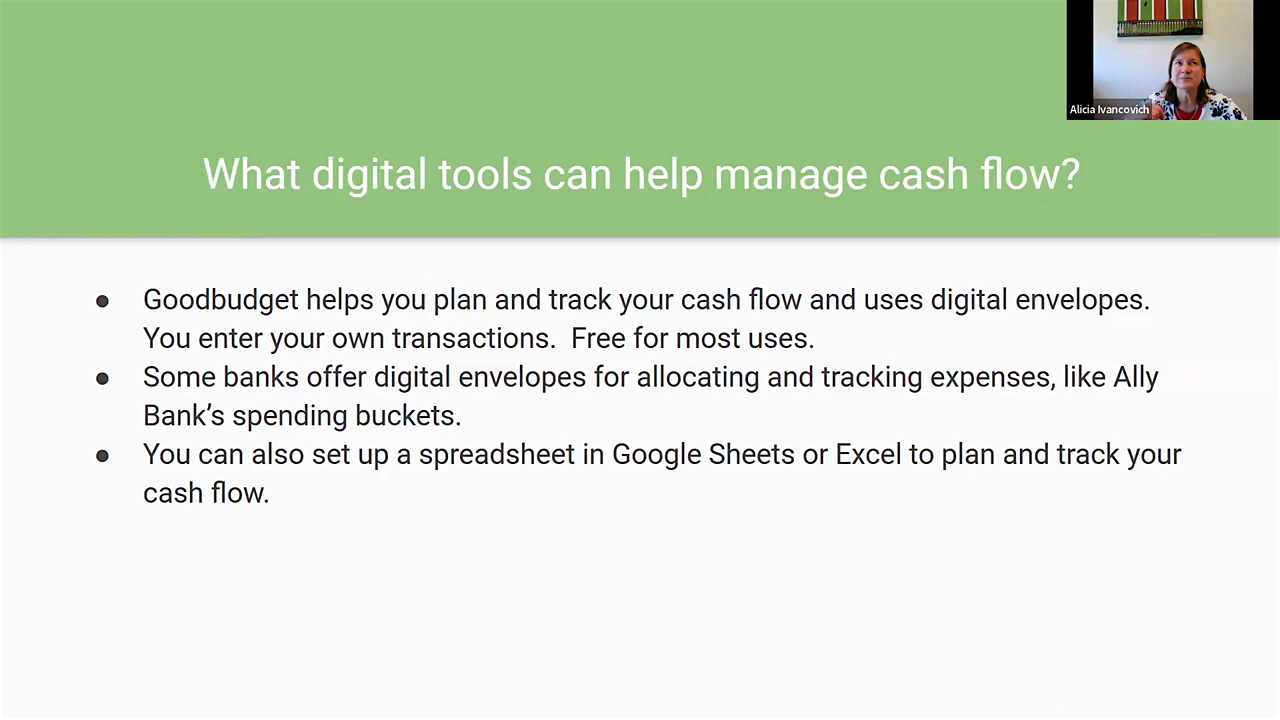 Alicia Ivancovich
What digital tools can help manage cash flow?
● Goodbudget helps you plan and track your cash flow and uses digital envelopes.
You enter your own transactions.  Free for most uses.
● Some banks offer digital envelopes for allocating and tracking expenses, like Ally
Bank’s spending buckets.
● You can also set up a spreadsheet in Google Sheets or Excel to plan and track your
cash flow.